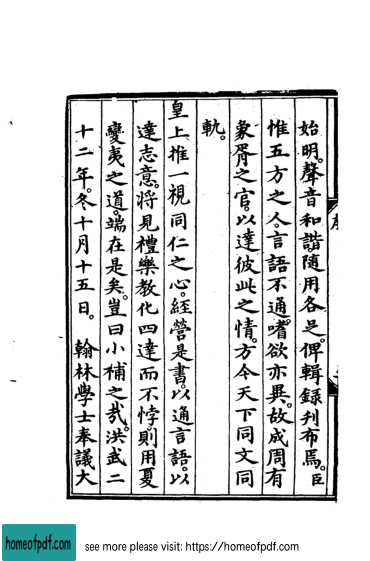 始明。聲音和諧。隨用各足。俾輯錄刊布焉。臣
惟五方之人。言語不通。嗜欲亦異。故成周有
象胥之官。以達彼此之情。方今天下同文同
軌。
皇上推一視同仁之心。經營是書。以通言語。以
達志意。將見禮樂教化四達而不悖。則用夏
變夷之道。端在是矣。豈曰小補之哉。洪武二
十二年。冬十月十五日。 翰林學士奉議大
homeofpdf.com
see more please visit: https://homeofpdf.com